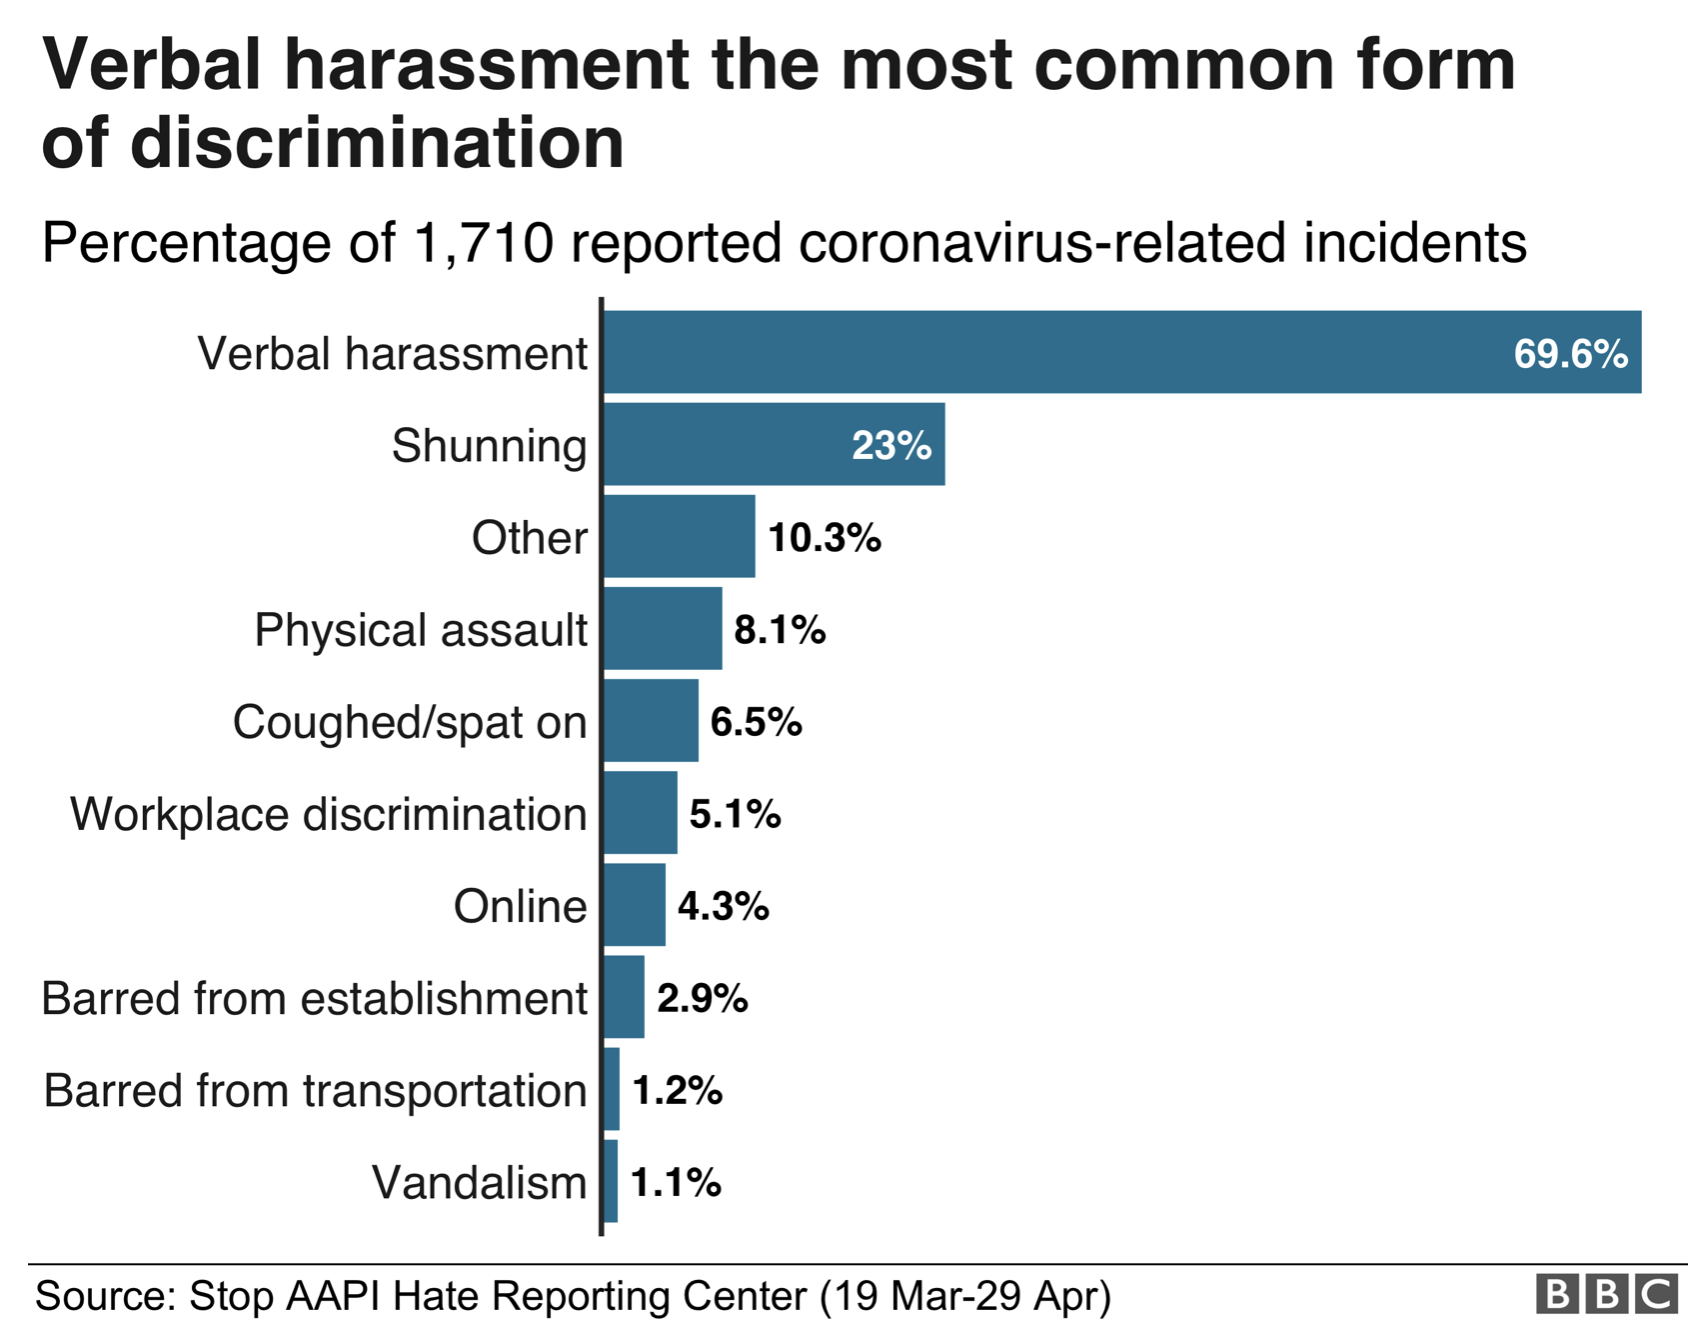 Verbal harassment the most common form
of discrimination
Percentage of 1,710 reported coronavirus-related incidents
Verbal harassment 69.6%
Shunning 23%
Other 10.3%
Physical assault 8.1%
Coughed/spat on 6.5%
Workplace discrimination 5.1%
Online 4.3%
Barred from establishment 2.9%
Barred from transportation 1.2%
Vandalism 1.1%
Source: Stop AAPI Hate Reporting Center (19 Mar-29 Apr) BBC